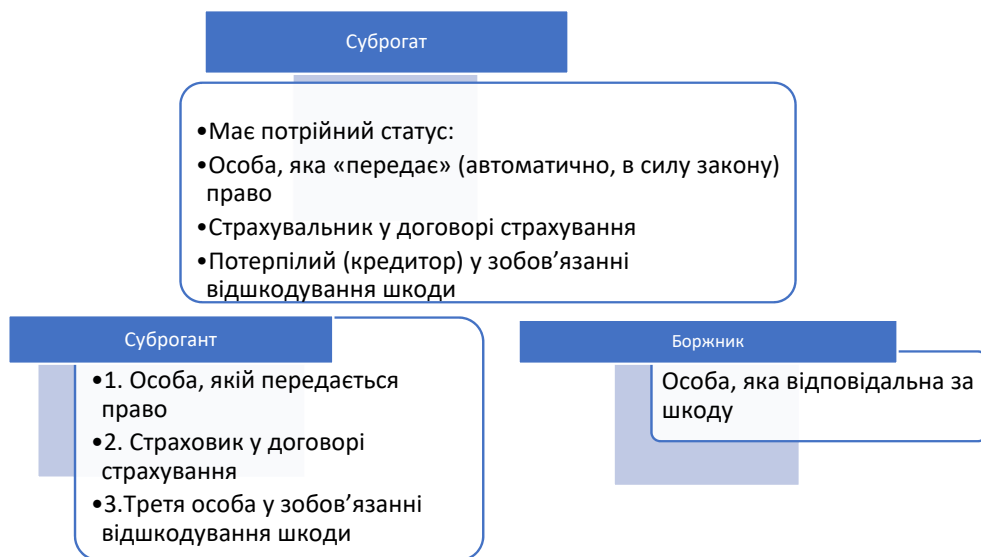 Суброгат
•Має потрійний статус:
•Особа, яка «передає» (автоматично, в силу закону)
право
•Страхувальник у договорі страхування
•Потерпілий (кредитор) у зобов’язанні
відшкодування шкоди
Суброгант
•1. Особа, якій передається
право
•2. Страховик у договорі
страхування
•3.Третя особа у зобов’язанні
відшкодування шкоди
Боржник
Особа, яка відповідальна за
шкоду